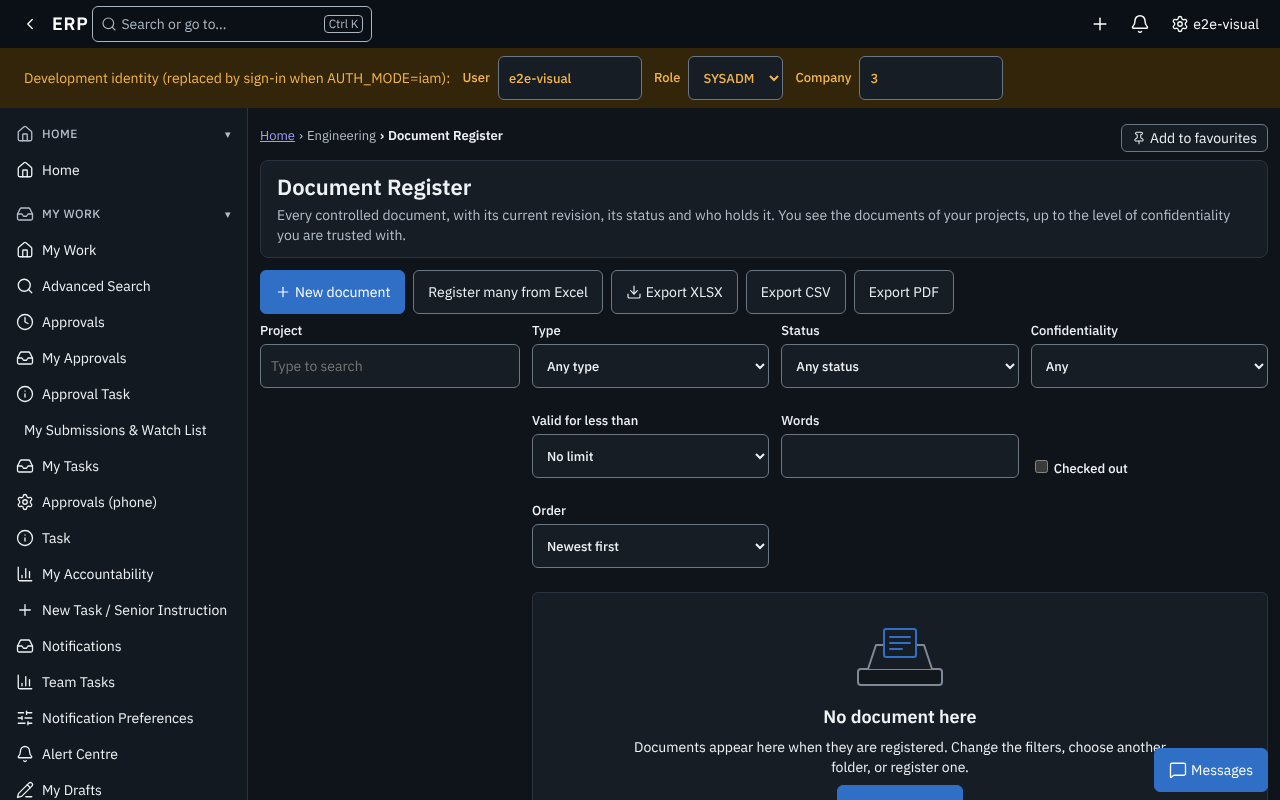 ERP
Search or go to... Ctrl K
e2e-visual
Development identity (replaced by sign-in when AUTH_MODE=iam): User e2e-visual Role SYSADM Company 3
HOME
Home
MY WORK
My Work
Advanced Search
Approvals
My Approvals
Approval Task
My Submissions & Watch List
My Tasks
Approvals (phone)
Task
My Accountability
New Task / Senior Instruction
Notifications
Team Tasks
Notification Preferences
Alert Centre
My Drafts
Home › Engineering › Document Register
Add to favourites
Document Register
Every controlled document, with its current revision, its status and who holds it. You see the documents of your projects, up to the level of confidentiality
you are trusted with.
New document
Register many from Excel
Export XLSX
Export CSV
Export PDF
Project
Type to search
Type
Any type
Status
Any status
Confidentiality
Any
Valid for less than
No limit
Words
Checked out
Order
Newest first
No document here
Documents appear here when they are registered. Change the filters, choose another
folder, or register one.
Messages